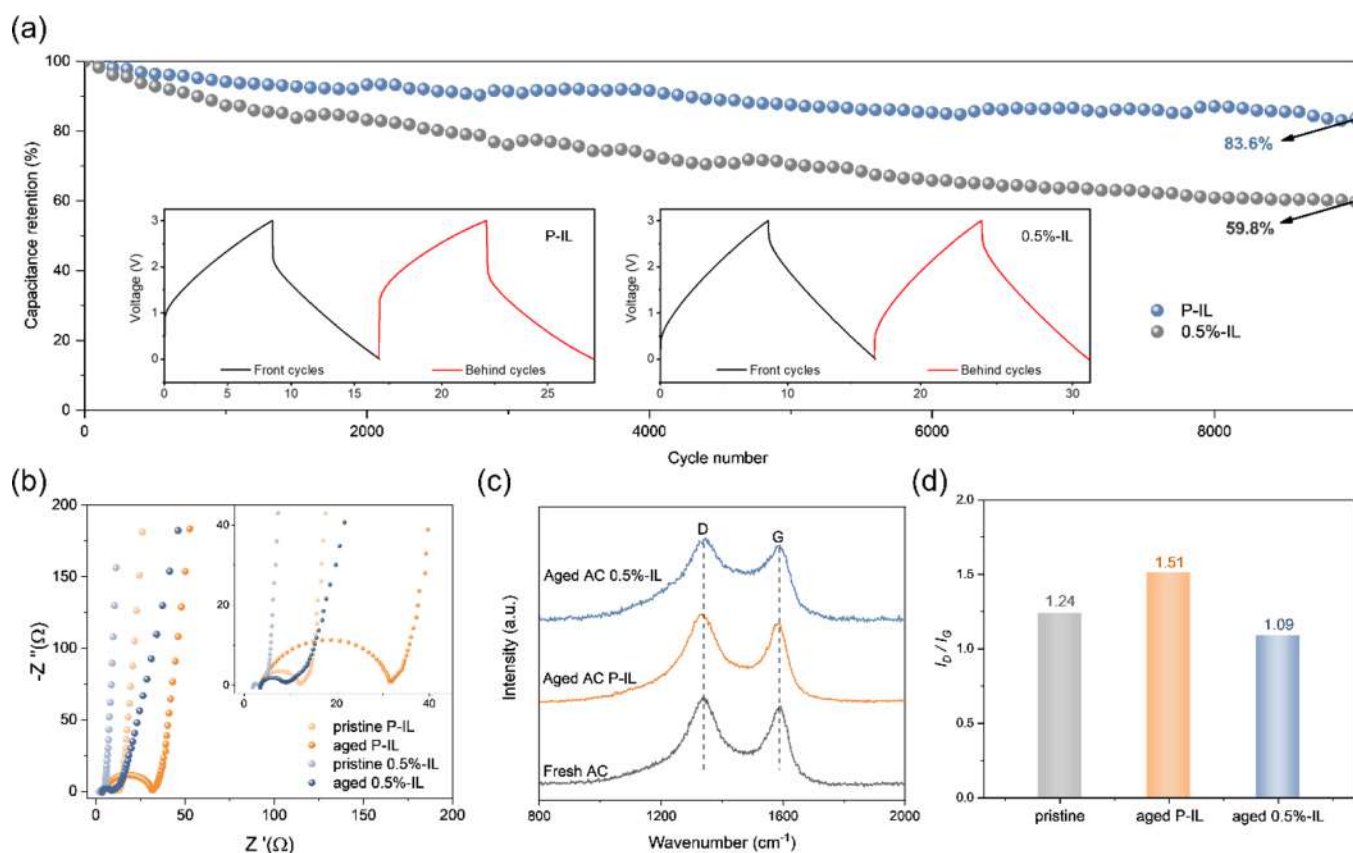 (a)
100
80
60
40
20
0
Capacitance retention (%)
83.6%
59.8%
3
2
1
0
Voltage (V)
P-IL
Front cycles
Behind cycles
0
5
10
15
20
25
3
2
1
0
Voltage (V)
0.5%-IL
Front cycles
Behind cycles
0
10
20
30
P-IL
0.5%-IL
0
2000
4000
6000
8000
Cycle number
(b)
200
150
100
50
0
-Z "(Ω)
40
20
0
0
20
40
pristine P-IL
aged P-IL
pristine 0.5%-IL
aged 0.5%-IL
0
50
100
150
200
Z '(Ω)
(c)
Intensity (a.u.)
D
G
Aged AC 0.5%-IL
Aged AC P-IL
Fresh AC
800
1200
1600
2000
Wavenumber (cm⁻¹)
(d)
2.0
1.5
1.0
0.5
0.0
I_D / I_G
1.24
1.51
1.09
pristine
aged P-IL
aged 0.5%-IL